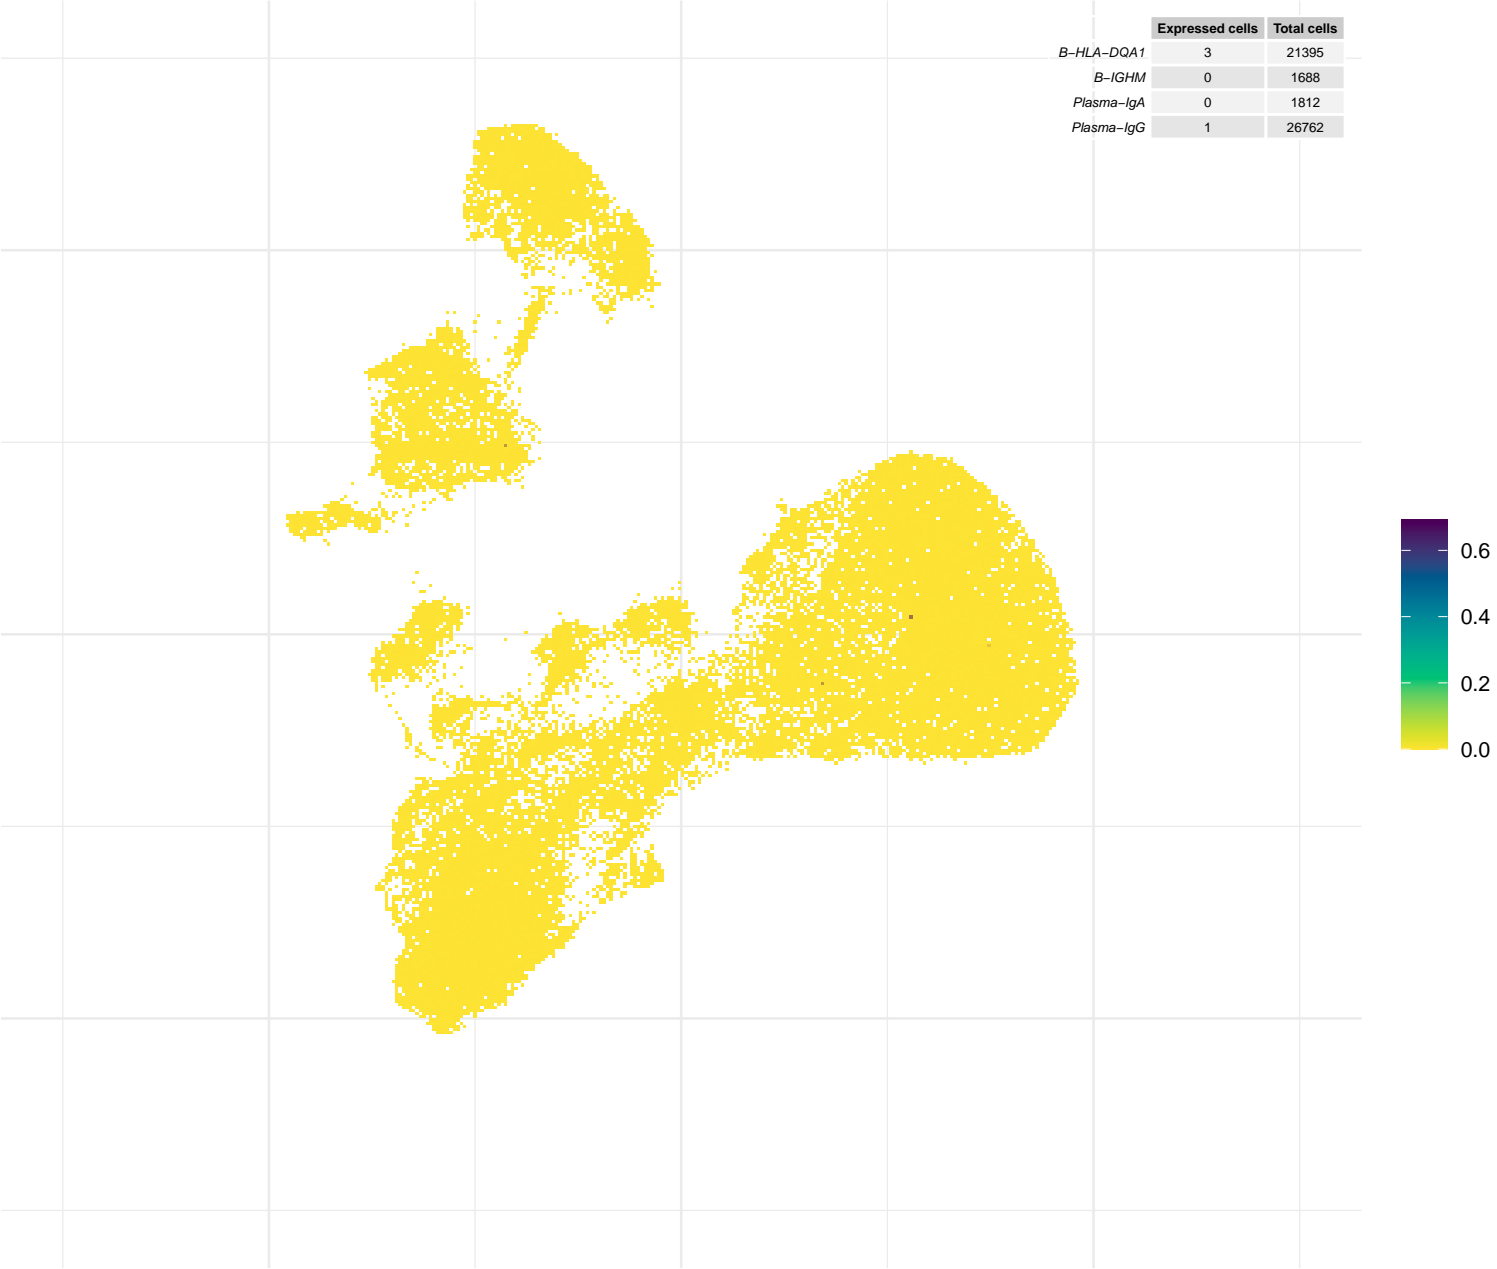 Expressed cells Total cells
B−HLA−DQA1 3 21395
B−IGHM 0 1688
Plasma−IgA 0 1812
Plasma−IgG 1 26762
0.6
0.4
0.2
0.0